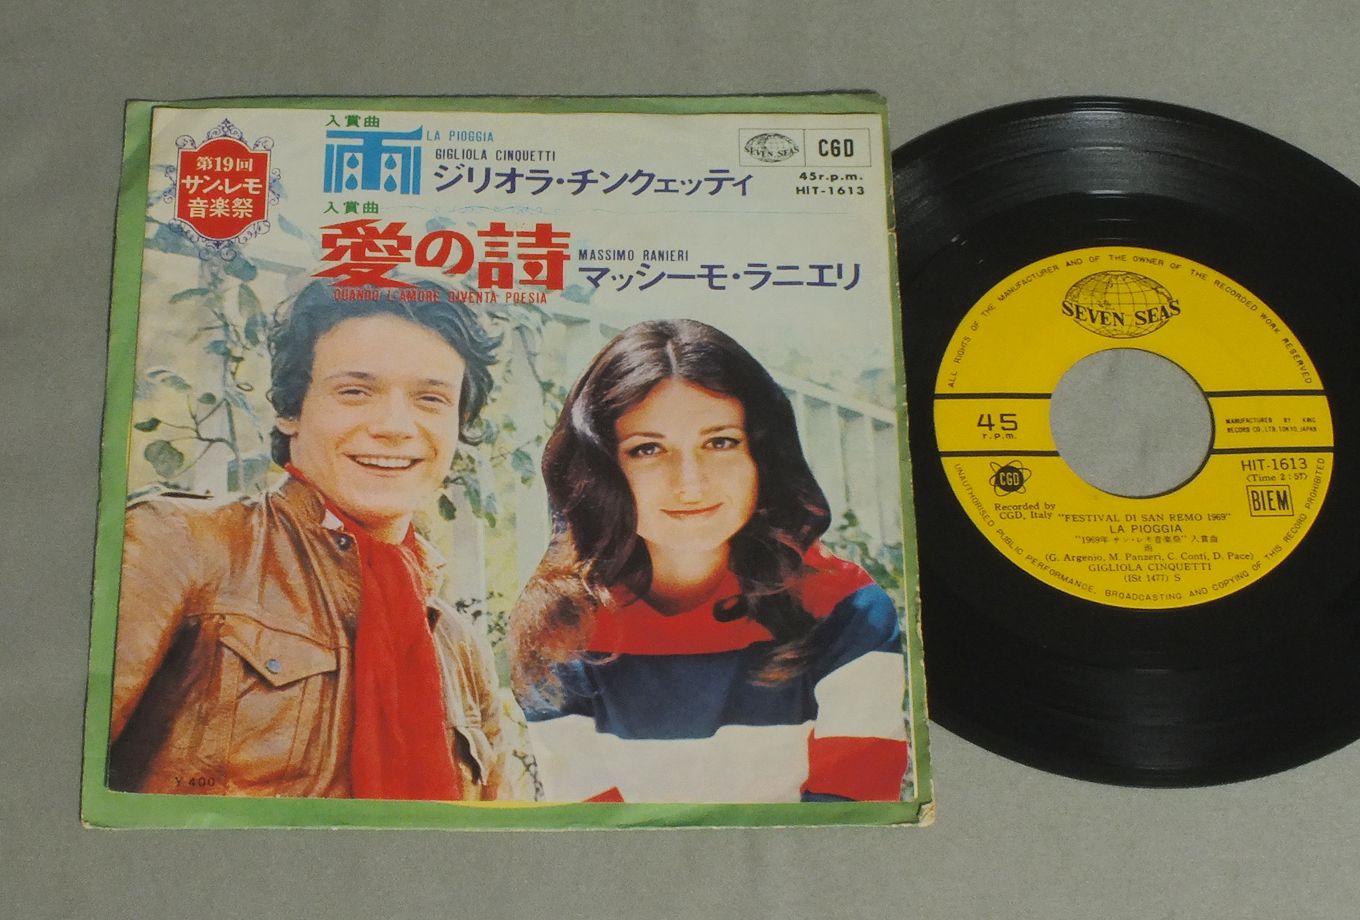 第19回
サン・レモ
音楽祭
入賞曲
雨 LA PIOGGIA
GIGLIOLA CINQUETTI
ジリオラ・チンクェッティ
SEVEN SEAS
CGD
45r.p.m.
HIT-1613
入賞曲
愛の詩
MASSIMO RANIERI
マッシーモ・ラニエリ
QUANDO L'AMORE DIVENTA POESIA
¥400
ALL RIGHTS OF THE MANUFACTURER AND OF THE OWNER OF THE RECORDED WORK RESERVED
SEVEN SEAS
45
r.p.m.
MANUFACTURED BY KING
RECORD CO., LTD, TOKYO, JAPAN
HIT-1613
(Time 2:57)
BIEM
CGD
Recorded by
CGD, Italy
"FESTIVAL DI SAN REMO 1969"
LA PIOGGIA
"1969年 サン・レモ音楽祭" 入賞曲
雨
(G. Argenio, M. Panzeri, C. Conti, D. Pace)
GIGLIOLA CINQUETTI
(ISt 1477) S
UNAUTHORISED PUBLIC PERFORMANCE, BROADCASTING AND COPYING OF THIS RECORD PROHIBITED